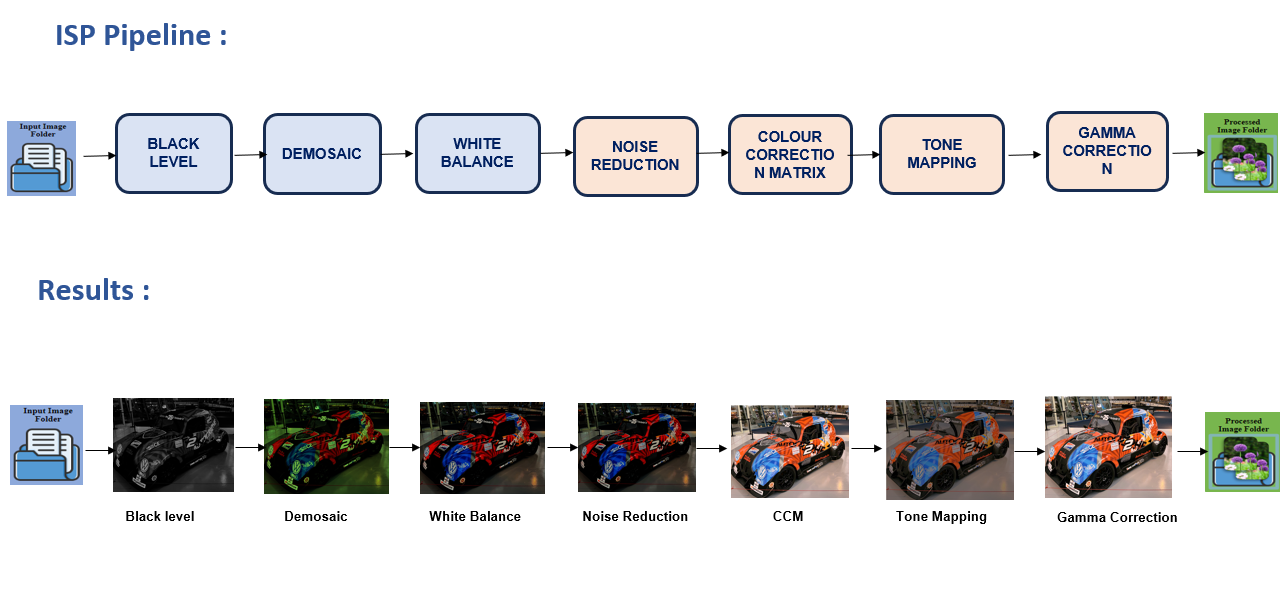 ISP Pipeline :
Input Image
Folder
BLACK
LEVEL
DEMOSAIC
WHITE
BALANCE
NOISE
REDUCTION
COLOUR
CORRECTIO
N MATRIX
TONE
MAPPING
GAMMA
CORRECTIO
N
Processed
Image Folder
Results :
Input Image
Folder
Processed
Image Folder
Black level
Demosaic
White Balance
Noise Reduction
CCM
Tone Mapping
Gamma Correction